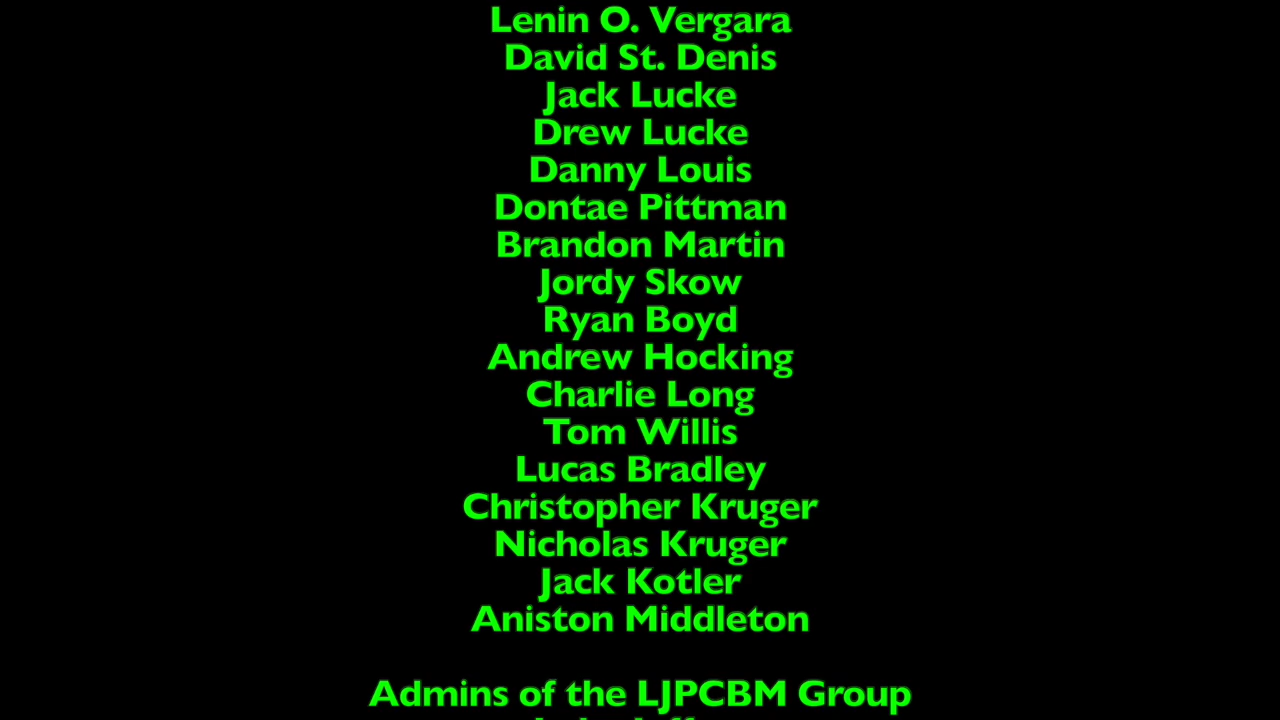 Lenin O. Vergara
David St. Denis
Jack Lucke
Drew Lucke
Danny Louis
Dontae Pittman
Brandon Martin
Jordy Skow
Ryan Boyd
Andrew Hocking
Charlie Long
Tom Willis
Lucas Bradley
Christopher Kruger
Nicholas Kruger
Jack Kotler
Aniston Middleton
Admins of the LJPCBM Group